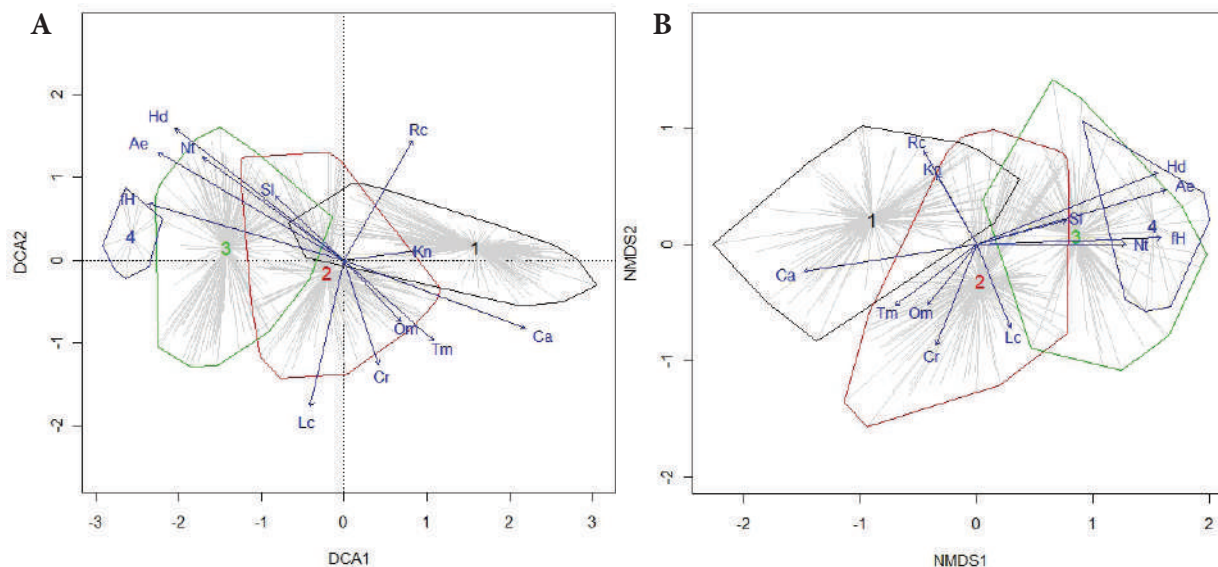 A
B
DCA2
2
1
0
-1
-2
Hd
Ae
Nt
Rc
Sl
fH
4
3
2
1
Kn
Om
Tm
Ca
Cr
Lc
-3 -2 -1 0 1 2 3
DCA1
NMDS2
1
0
-1
-2
Rc
Kn
Hd
Ae
1
Sl
4
3
fH
Nt
Ca
2
Tm
Om
Lc
Cr
-2 -1 0 1 2
NMDS1